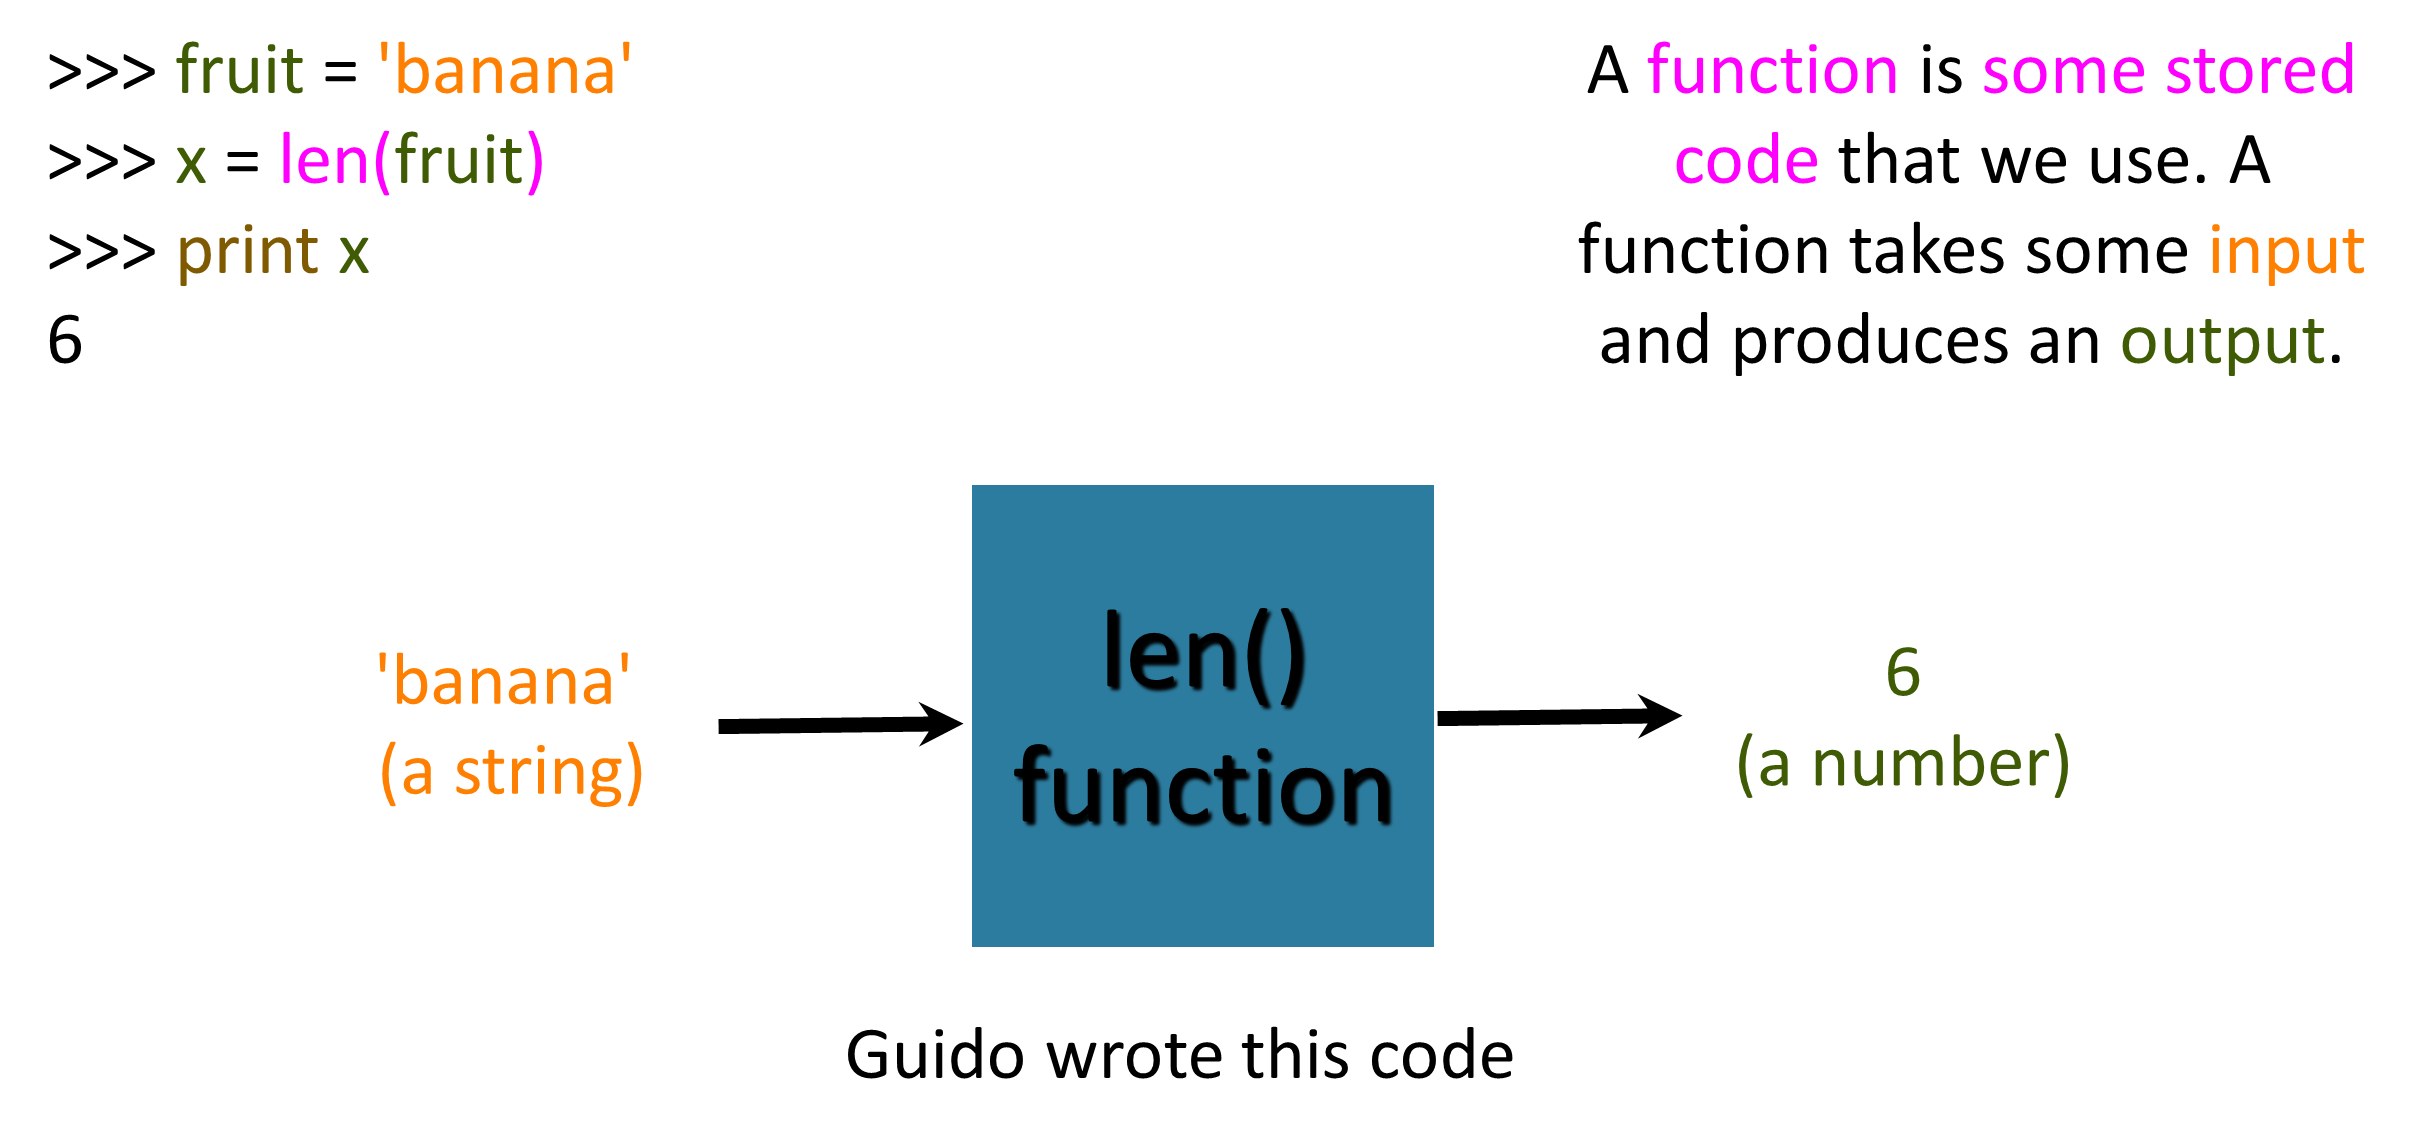 >>> fruit = 'banana'
>>> x = len(fruit)
>>> print x
6
A function is some stored
code that we use. A
function takes some input
and produces an output.
'banana'
(a string)
len()
function
6
(a number)
Guido wrote this code